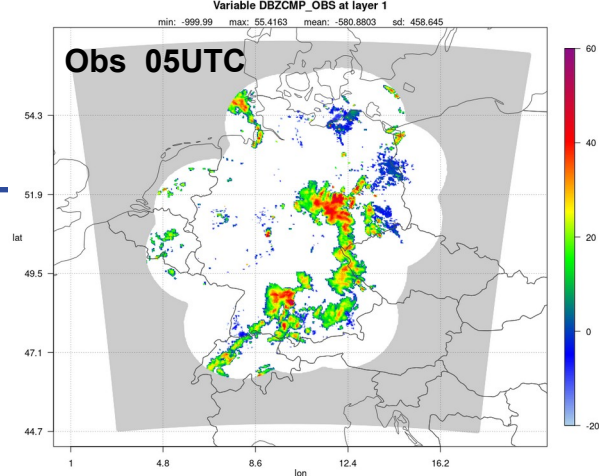 Variable DBZCMP_OBS at layer 1
min: -999.99 max: 55.4163 mean: -580.8803 sd: 458.645
Obs 05UTC
60
54.3
40
51.9
lat
20
49.5
0
47.1
-20
44.7
1 4.8 8.6 12.4 16.2
lon